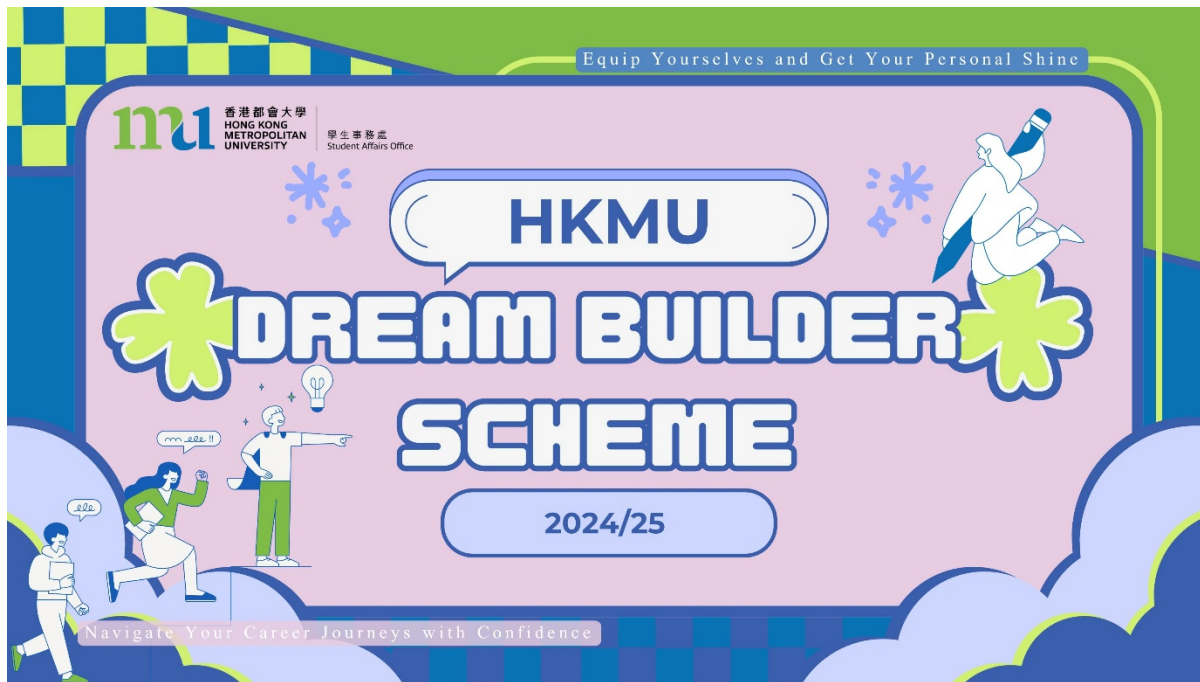 Equip Yourselves and Get Your Personal Shine
mu
香港都會大學
HONG KONG
METROPOLITAN
UNIVERSITY
學生事務處
Student Affairs Office
HKMU
DREAM BUILDER
SCHEME
2024/25
Navigate Your Career Journeys with Confidence